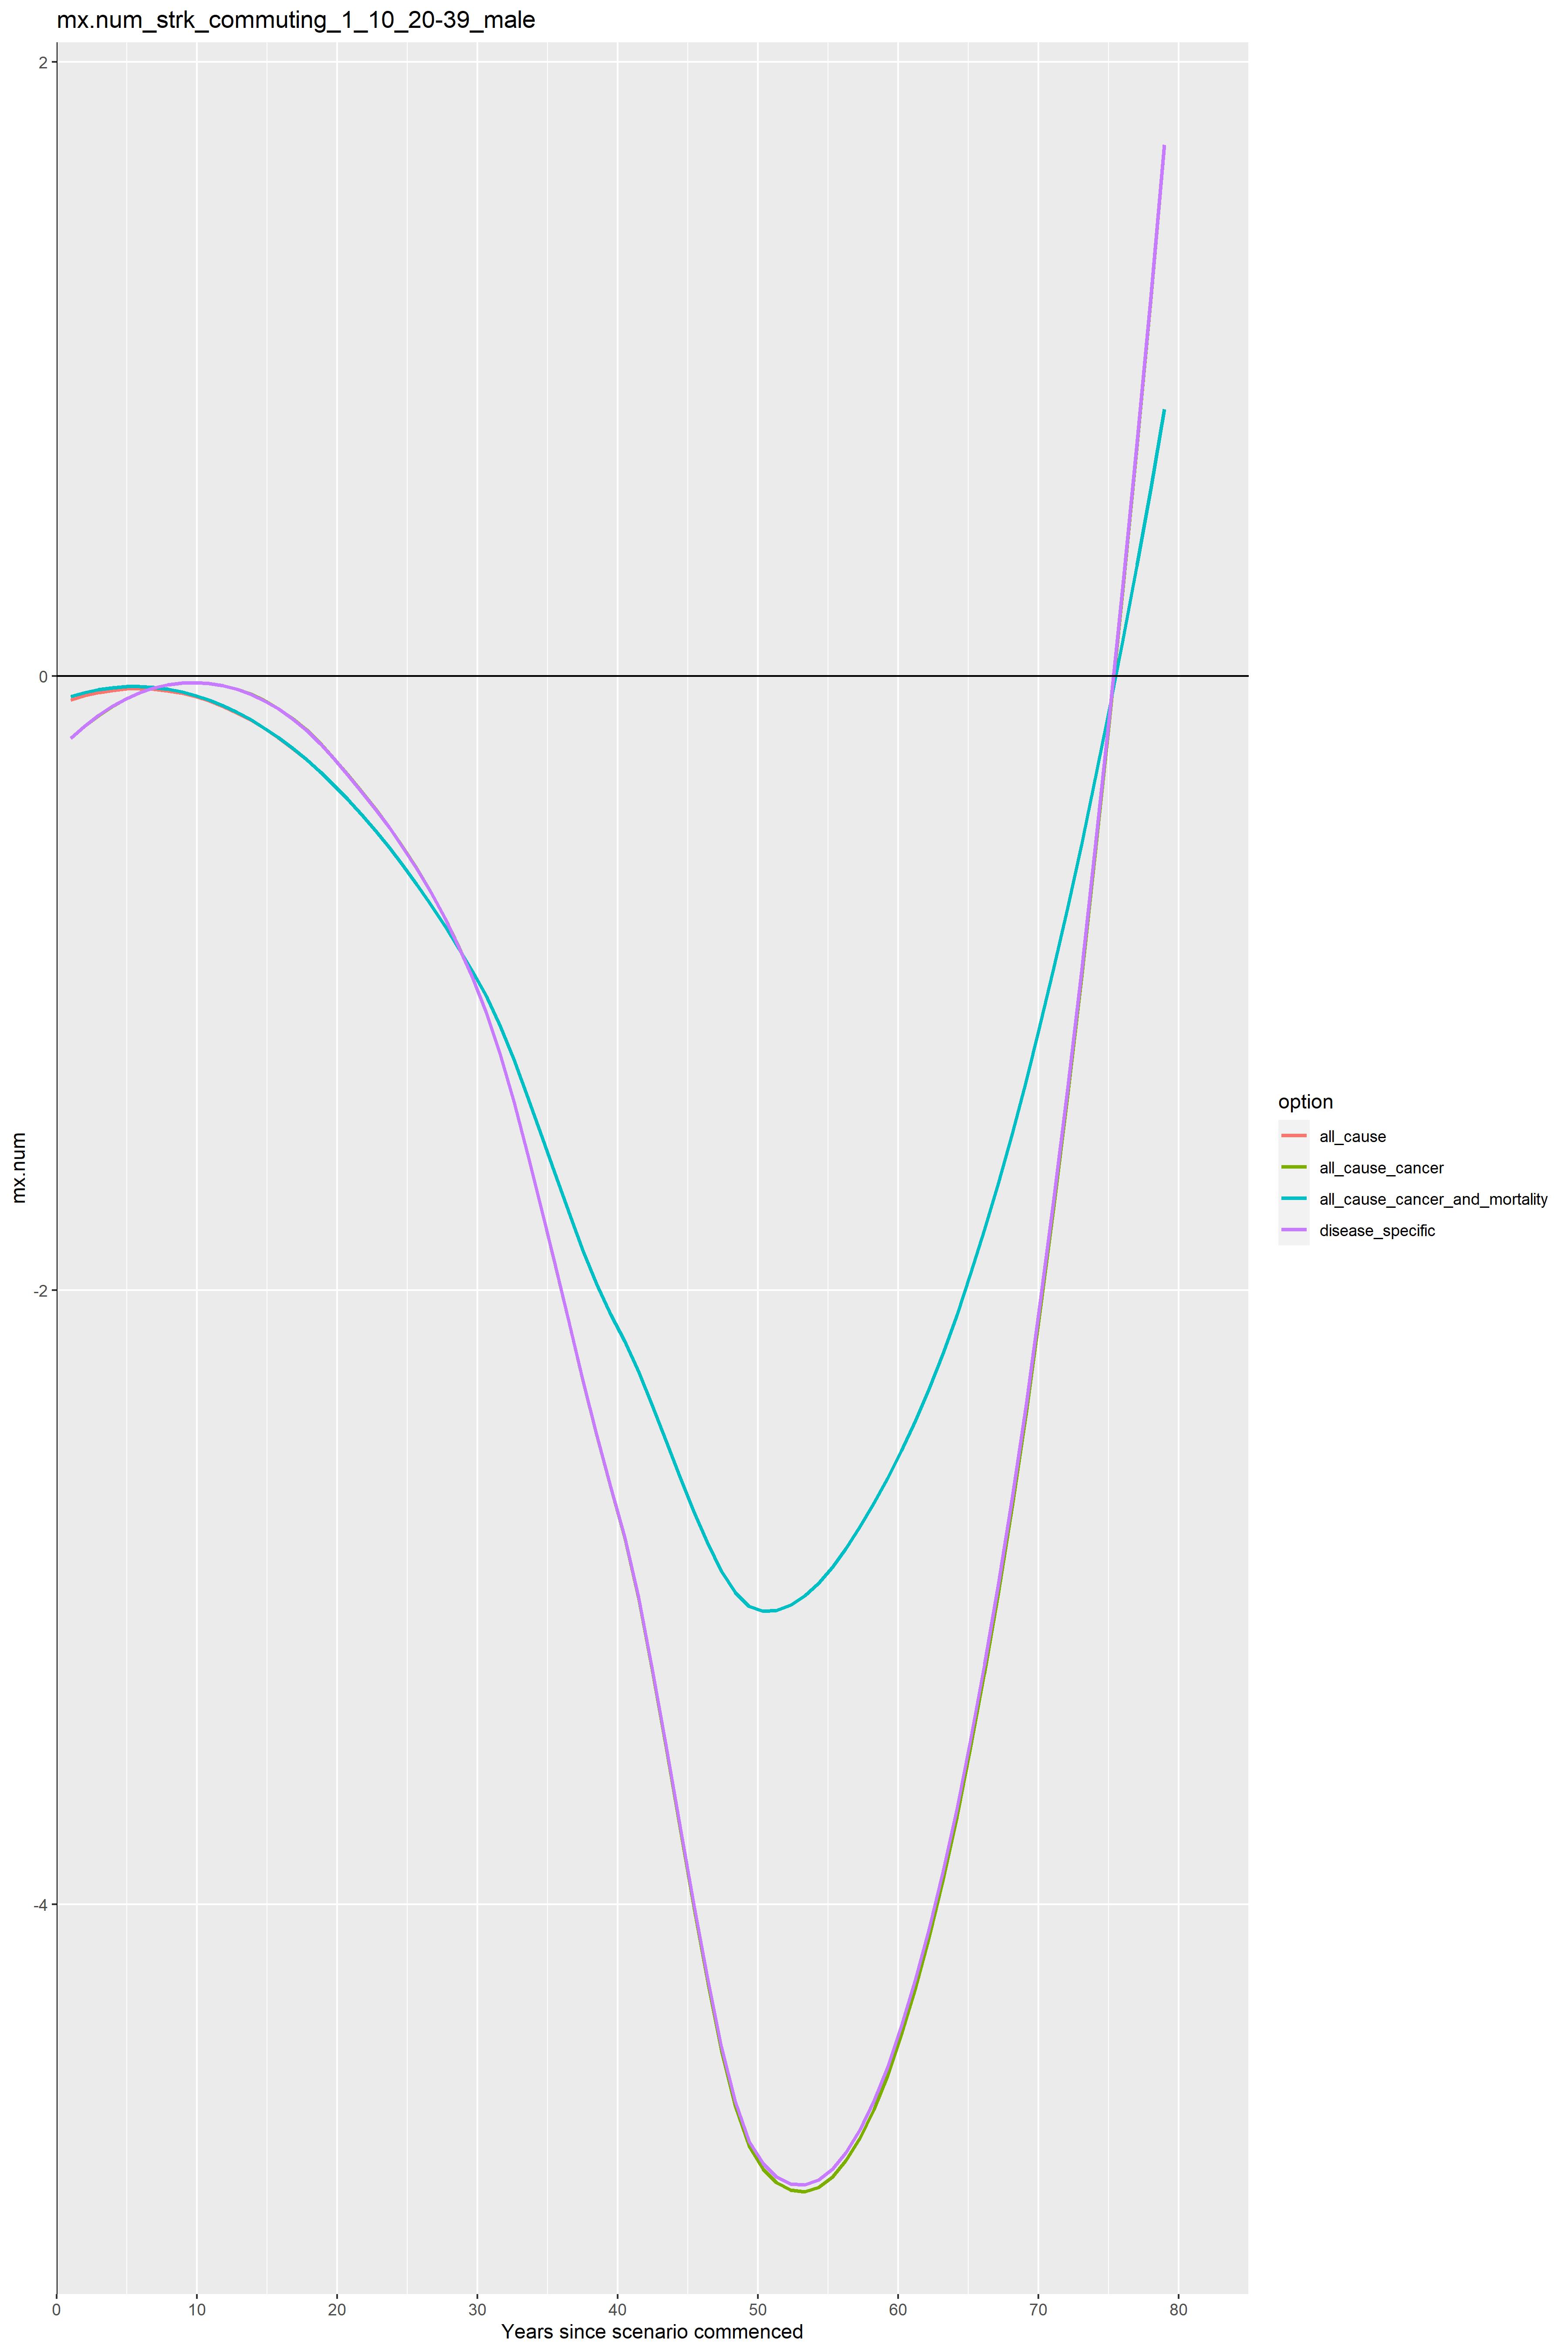 mx.num_strk_commuting_1_10_20-39_male
2
0
-2
-4
mx.num
0 10 20 30 40 50 60 70 80
Years since scenario commenced
option
all_cause
all_cause_cancer
all_cause_cancer_and_mortality
disease_specific